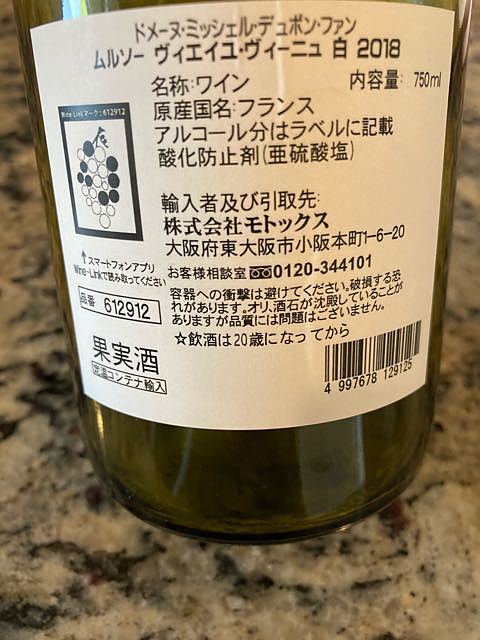 ドメーヌ・ミッシェル・デュポン・ファン
ムルソー ヴィエイユ・ヴィーニュ 白 2018
名称:ワイン 内容量: 750ml
原産国名:フランス
アルコール分はラベルに記載
酸化防止剤(亜硫酸塩)
Wine-Linkマーク:612912
輸入者及び引取先:
株式会社モトックス
大阪府東大阪市小阪本町1-6-20
お客様相談室 0120-344101
↑スマートフォンアプリ
Wine-Linkで読み取ってください
品番 612912
容器への衝撃は避けてください。破損する恐
れがあります。オリ、酒石が沈殿していることが
ありますが品質には問題はございません。
☆飲酒は20歳になってから
果実酒
定温コンテナ輸入
4 997678 129125